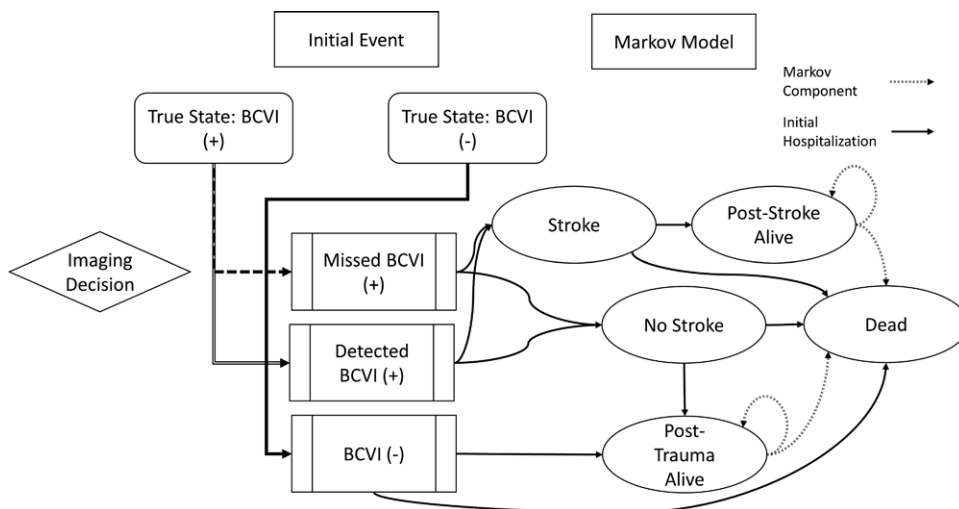 Initial Event
Markov Model
Markov
Component
Initial
Hospitalization
True State: BCVI
(+)
True State: BCVI
(-)
Imaging
Decision
Missed BCVI
(+)
Detected
BCVI (+)
BCVI (-)
Stroke
No Stroke
Post-Stroke
Alive
Dead
Post-
Trauma
Alive